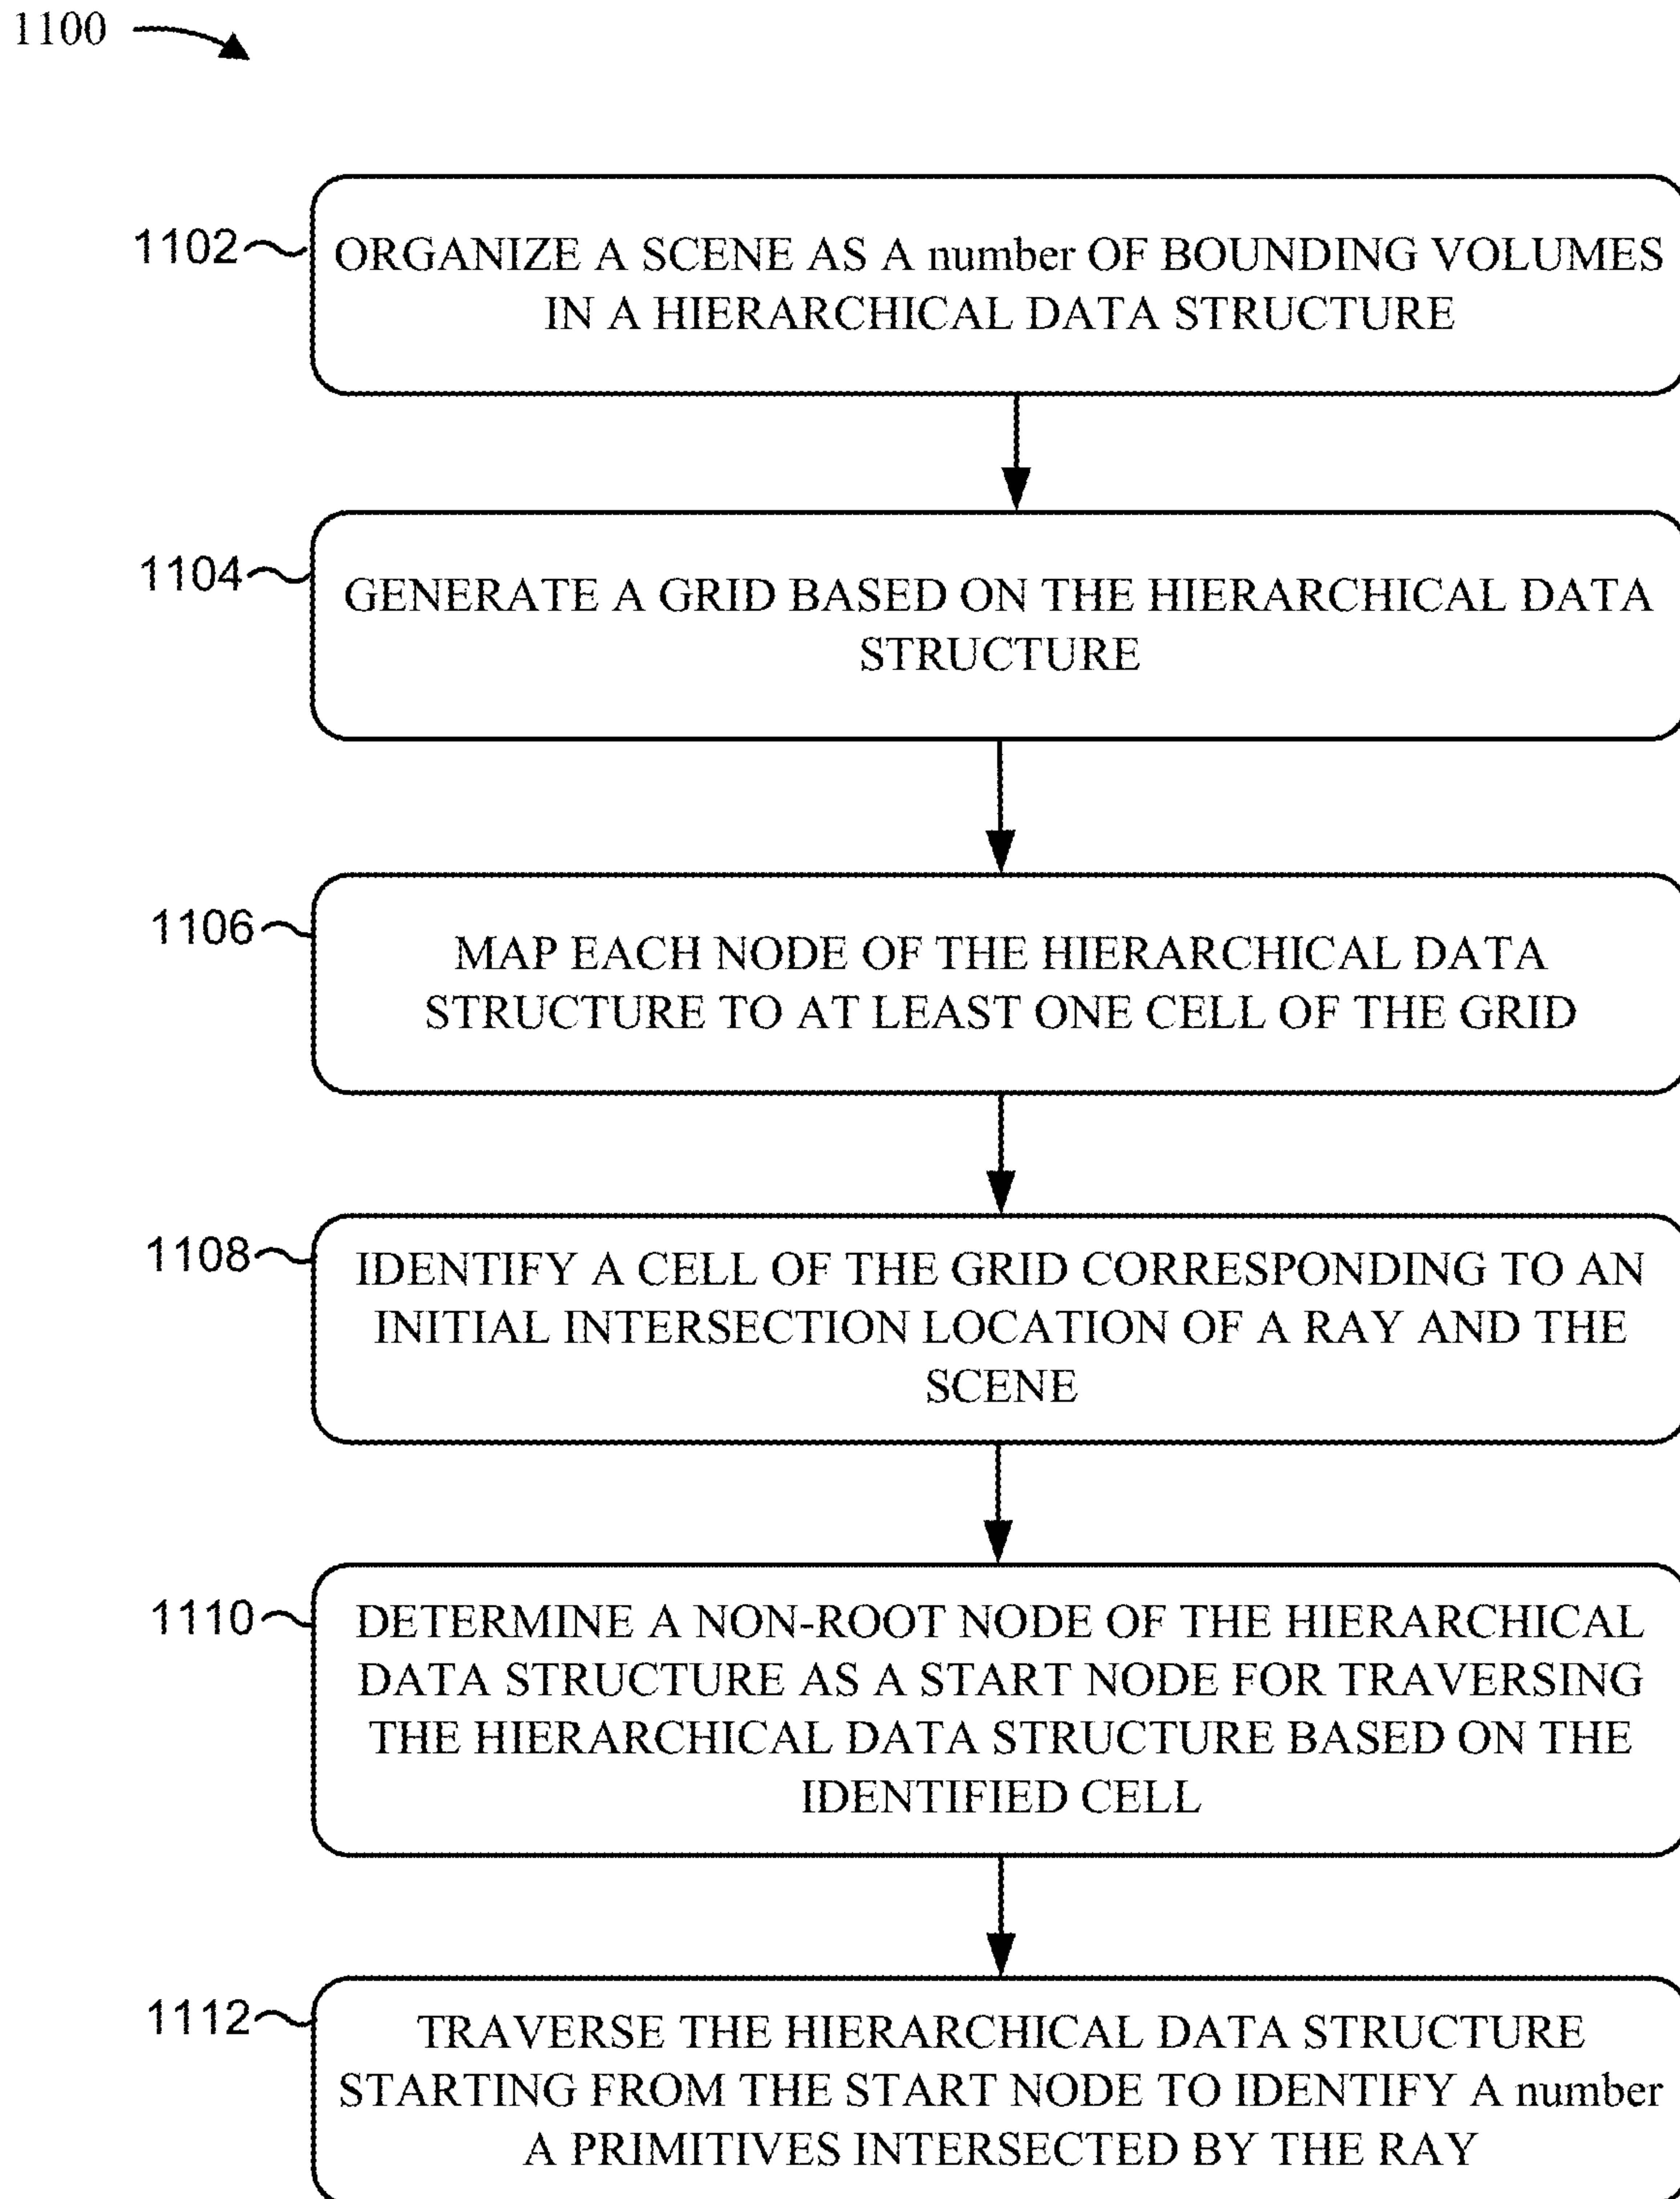 1100
1102
ORGANIZE A SCENE AS A number OF BOUNDING VOLUMES
IN A HIERARCHICAL DATA STRUCTURE
1104
GENERATE A GRID BASED ON THE HIERARCHICAL DATA
STRUCTURE
1106
MAP EACH NODE OF THE HIERARCHICAL DATA
STRUCTURE TO AT LEAST ONE CELL OF THE GRID
1108
IDENTIFY A CELL OF THE GRID CORRESPONDING TO AN
INITIAL INTERSECTION LOCATION OF A RAY AND THE
SCENE
1110
DETERMINE A NON-ROOT NODE OF THE HIERARCHICAL
DATA STRUCTURE AS A START NODE FOR TRAVERSING
THE HIERARCHICAL DATA STRUCTURE BASED ON THE
IDENTIFIED CELL
1112
TRAVERSE THE HIERARCHICAL DATA STRUCTURE
STARTING FROM THE START NODE TO IDENTIFY A number
A PRIMITIVES INTERSECTED BY THE RAY